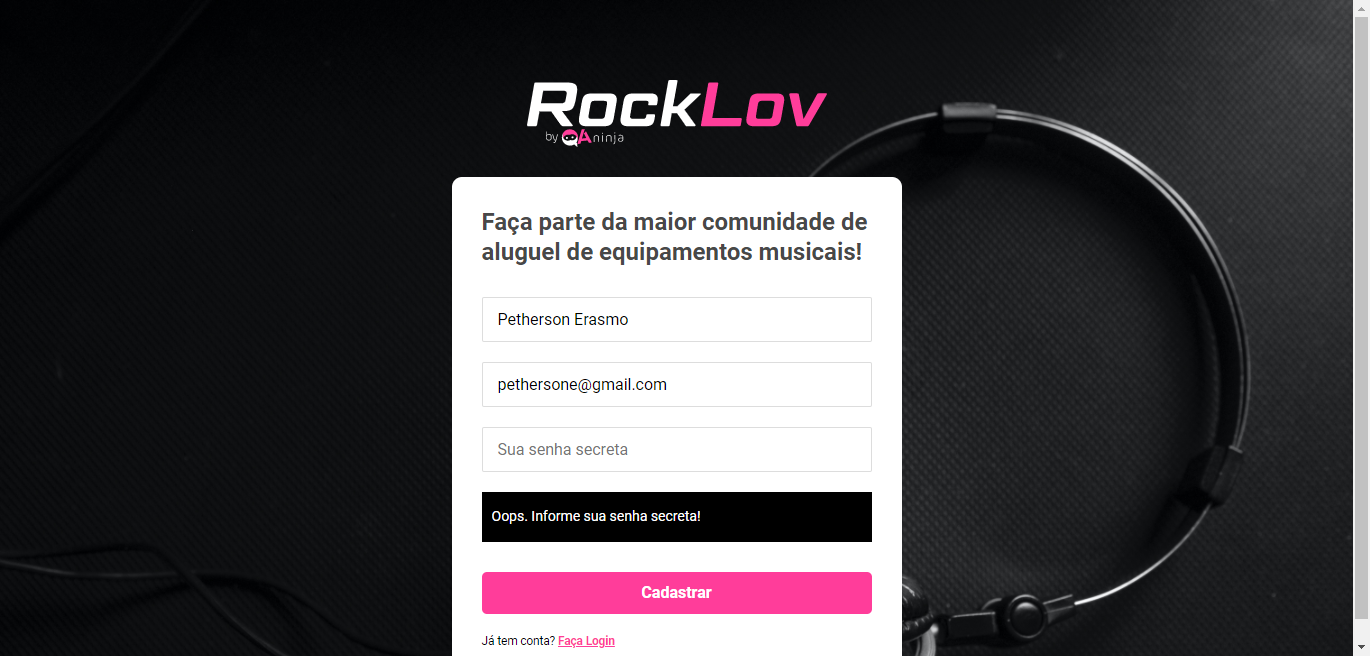 RockLov
by QAninja
Faça parte da maior comunidade de
aluguel de equipamentos musicais!
Petherson Erasmo
pethersone@gmail.com
Sua senha secreta
Oops. Informe sua senha secreta!
Cadastrar
Já tem conta? Faça Login